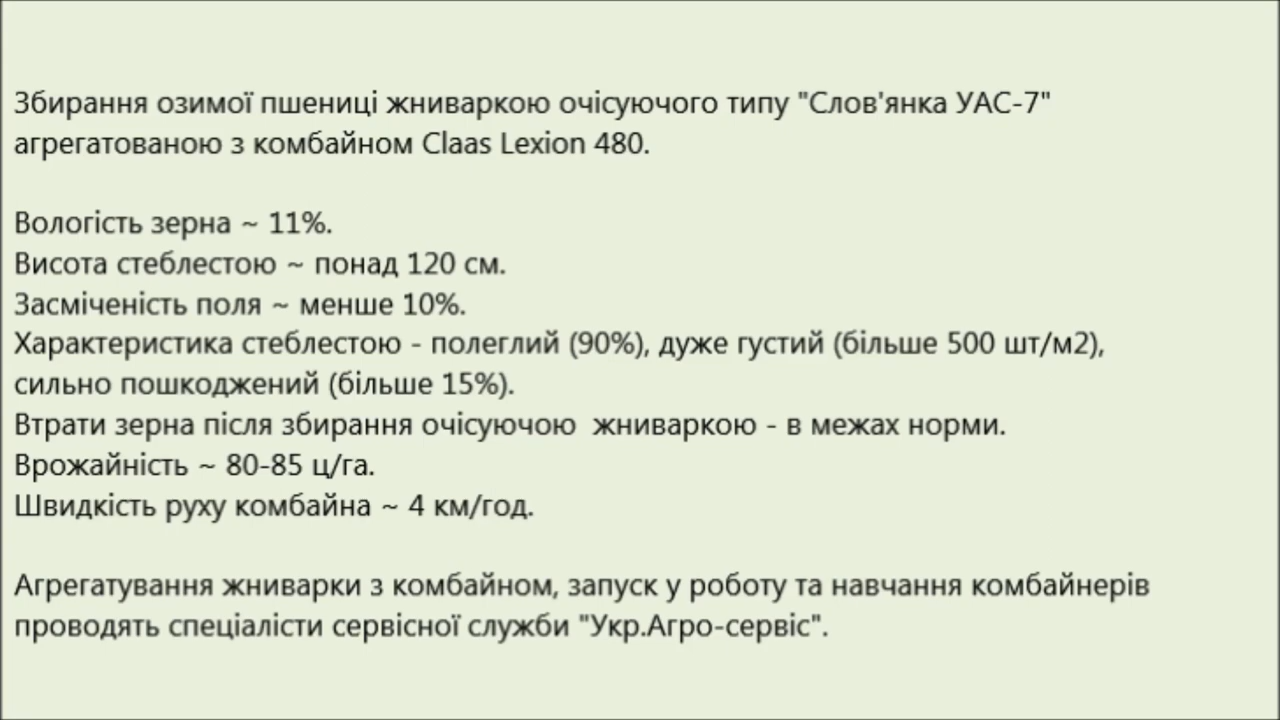 Збирання озимої пшениці жниваркою очісуючого типу "Слов'янка УАС-7"
агрегатованою з комбайном Claas Lexion 480.
Вологість зерна ~ 11%.
Висота стеблестою ~ понад 120 см.
Засміченість поля ~ менше 10%.
Характеристика стеблестою - полеглий (90%), дуже густий (більше 500 шт/м2),
сильно пошкоджений (більше 15%).
Втрати зерна після збирання очісуючою  жниваркою - в межах норми.
Врожайність ~ 80-85 ц/га.
Швидкість руху комбайна ~ 4 км/год.
Агрегатування жниварки з комбайном, запуск у роботу та навчання комбайнерів
проводять спеціалісти сервісної служби "Укр.Агро-сервіс".